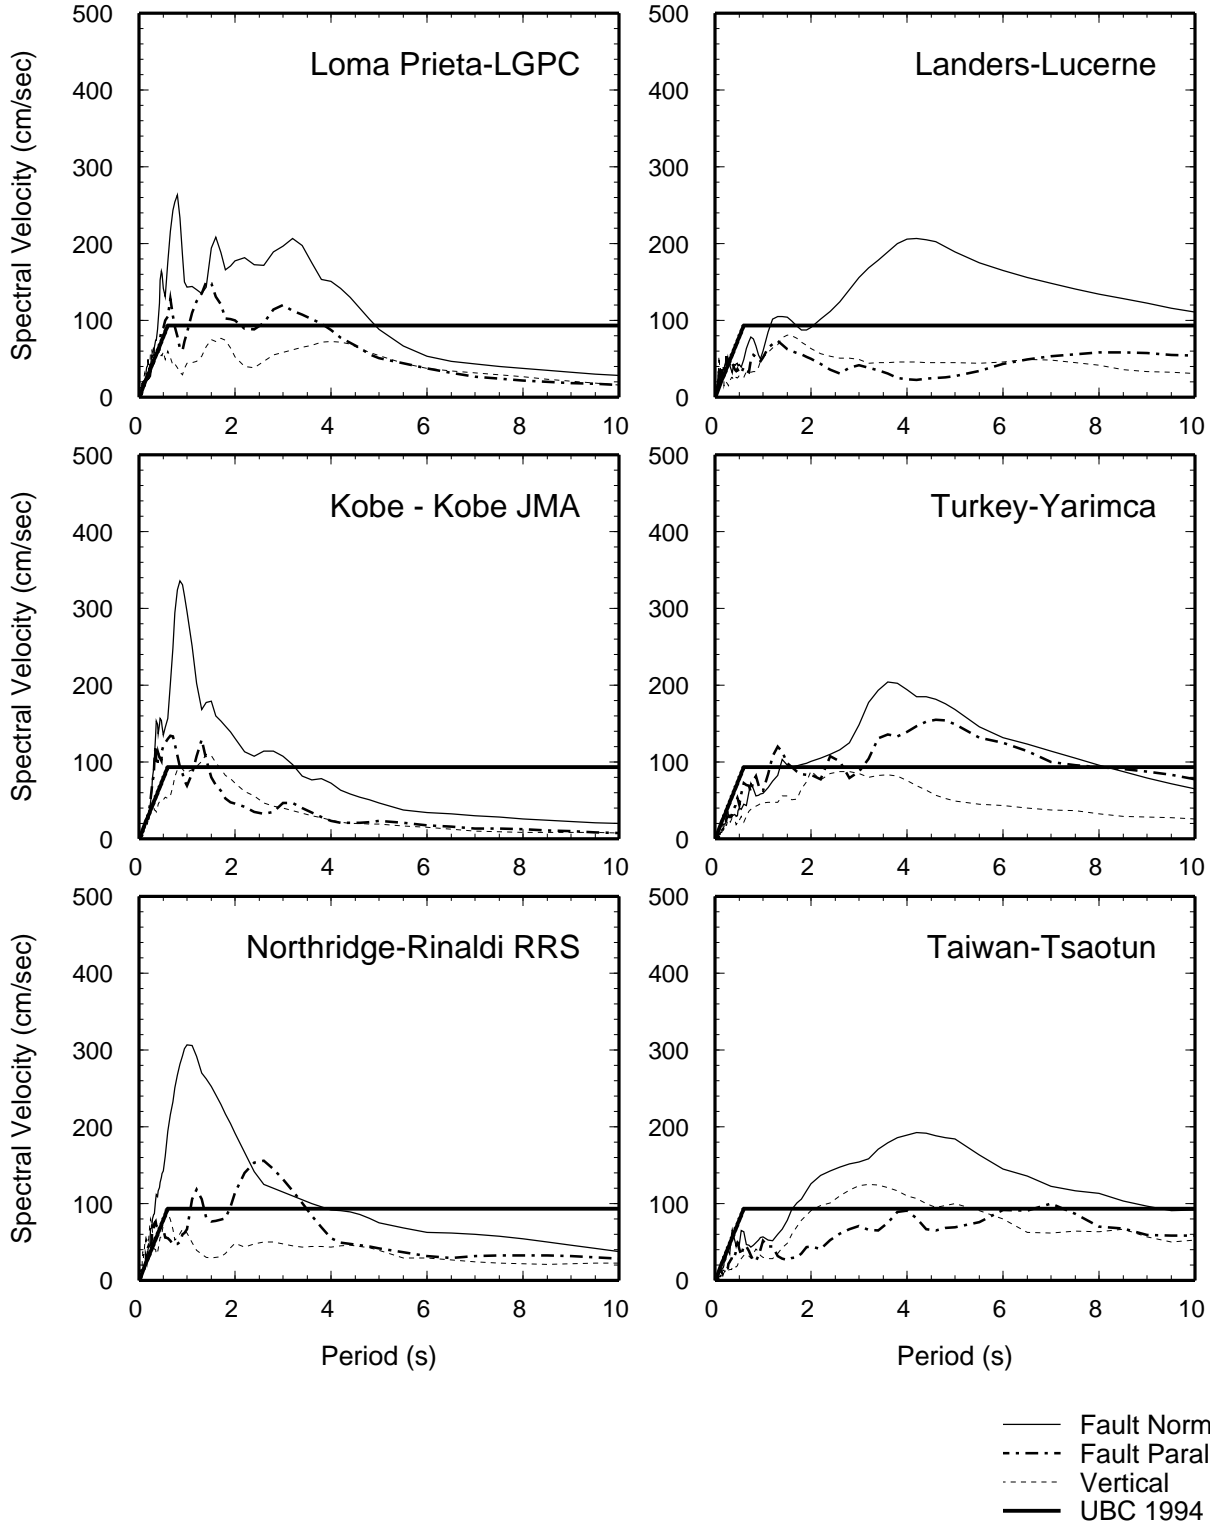 500
400
300
200
100
0
Spectral Velocity (cm/sec)
Loma Prieta-LGPC
0 2 4 6 8 10
500
400
300
200
100
0
Landers-Lucerne
0 2 4 6 8 10
500
400
300
200
100
0
Spectral Velocity (cm/sec)
Kobe - Kobe JMA
0 2 4 6 8 10
500
400
300
200
100
0
Turkey-Yarimca
0 2 4 6 8 10
500
400
300
200
100
0
Spectral Velocity (cm/sec)
Northridge-Rinaldi RRS
0 2 4 6 8 10
Period (s)
500
400
300
200
100
0
Taiwan-Tsaotun
0 2 4 6 8 10
Period (s)
Fault Norm
Fault Paral
Vertical
UBC 1994